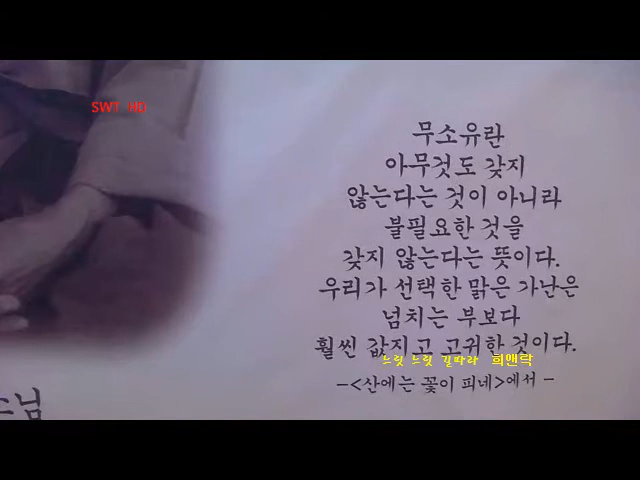 SWT HD
무소유란
아무것도 갖지
않는다는 것이 아니라
불필요한 것을
갖지 않는다는 뜻이다.
우리가 선택한 맑은 가난은
넘치는 부보다
훨씬 값지고 고귀한 것이다.
느릿 느릿 길따라 희앤락
-<산에는 꽃이 피네>에서-